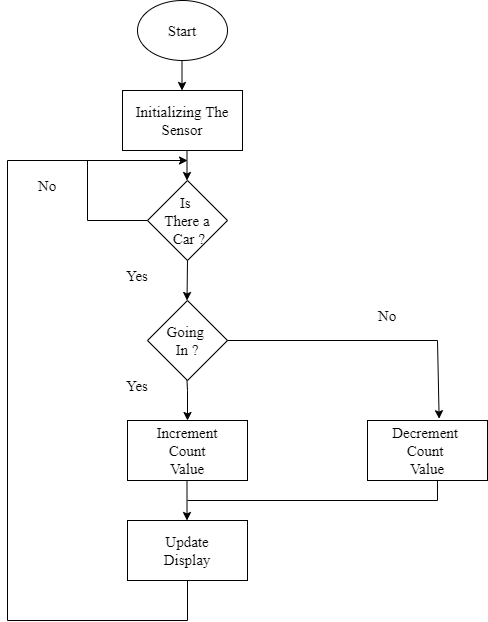 Start
Initializing The
Sensor
No
Is
There a
Car ?
Yes
Going
In ?
No
Yes
Increment
Count
Value
Decrement
Count
Value
Update
Display